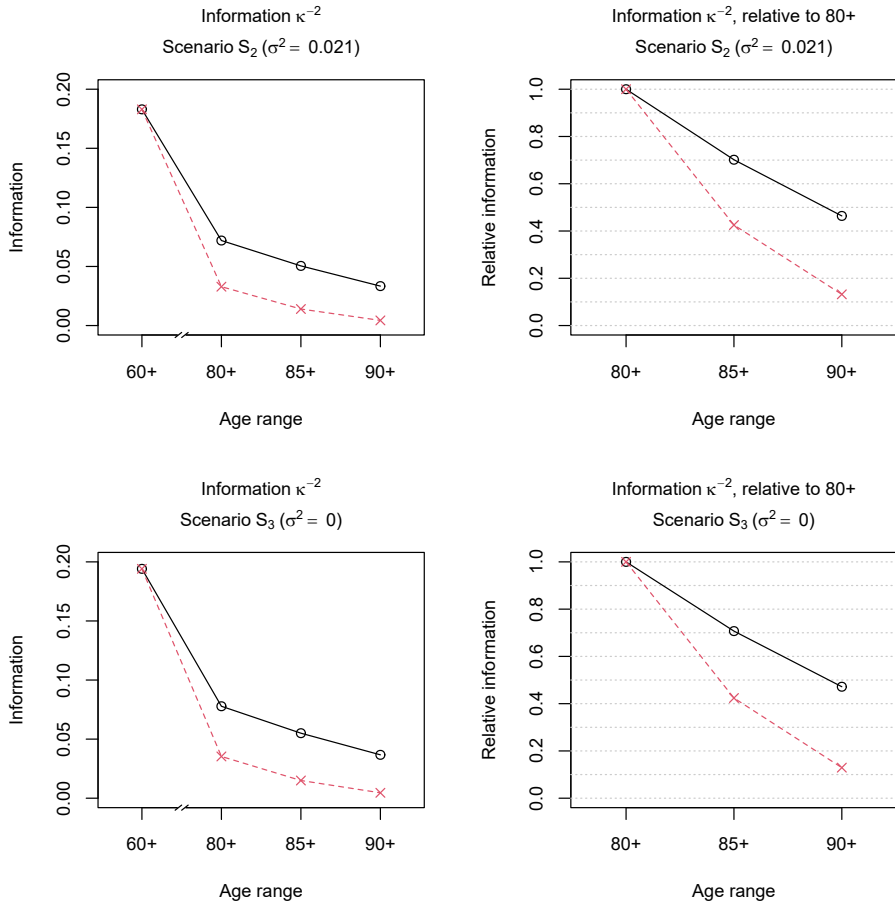 Information κ⁻²
Scenario S₂ (σ² = 0.021)
0.20
0.15
0.10
0.05
0.00
Information
60+ 80+ 85+ 90+
Age range
Information κ⁻², relative to 80+
Scenario S₂ (σ² = 0.021)
1.0
0.8
0.6
0.4
0.2
0.0
Relative information
80+ 85+ 90+
Age range
Information κ⁻²
Scenario S₃ (σ² = 0)
0.20
0.15
0.10
0.05
0.00
Information
60+ 80+ 85+ 90+
Age range
Information κ⁻², relative to 80+
Scenario S₃ (σ² = 0)
1.0
0.8
0.6
0.4
0.2
0.0
Relative information
80+ 85+ 90+
Age range